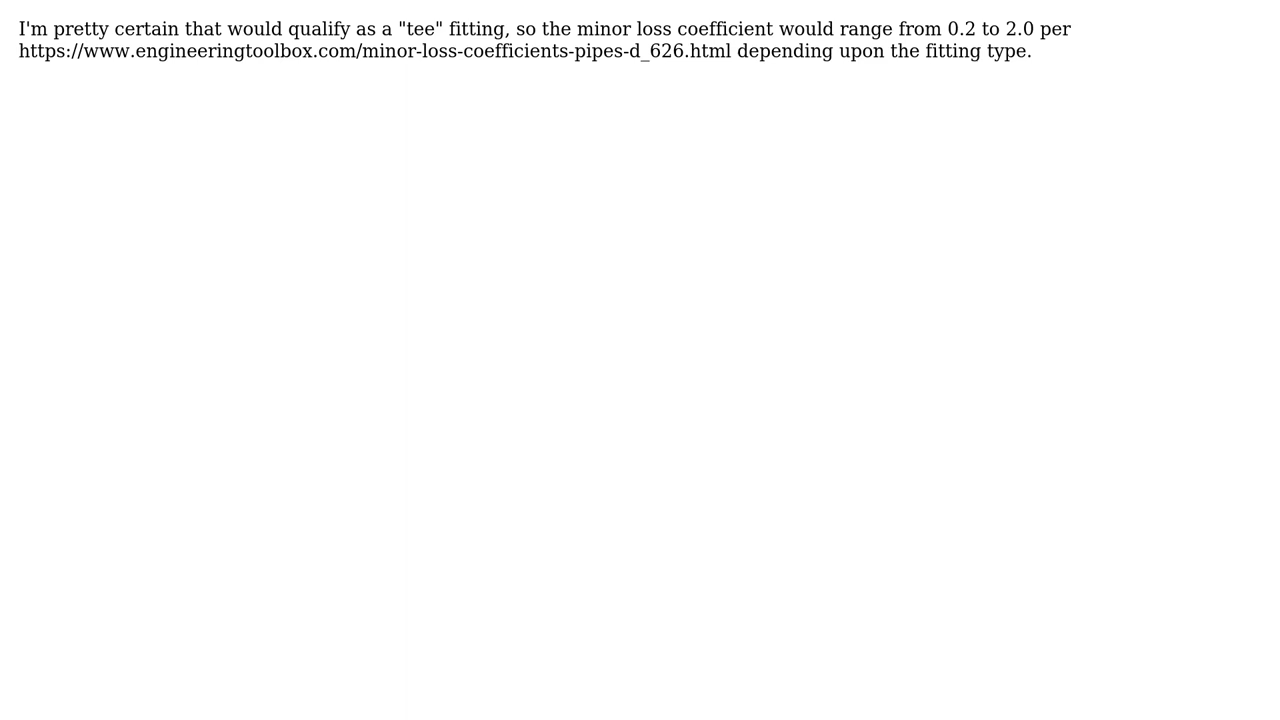 I'm pretty certain that would qualify as a "tee" fitting, so the minor loss coefficient would range from 0.2 to 2.0 per
https://www.engineeringtoolbox.com/minor-loss-coefficients-pipes-d_626.html depending upon the fitting type.